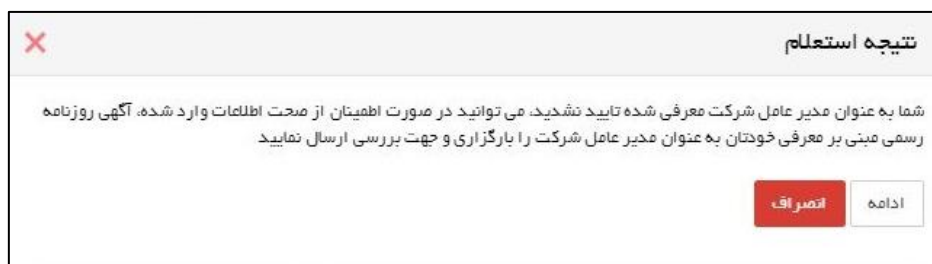 نتیجه استعلام
شما به عنوان مدیر عامل شرکت معرفی شده تایید نشدید، می توانید در صورت اطمینان از صحت اطلاعات وارد شده، آگهی روزنامه
رسمی مبنی بر معرفی خودتان به عنوان مدیر عامل شرکت را بارگزاری و جهت بررسی ارسال نمایید
ادامه انصراف